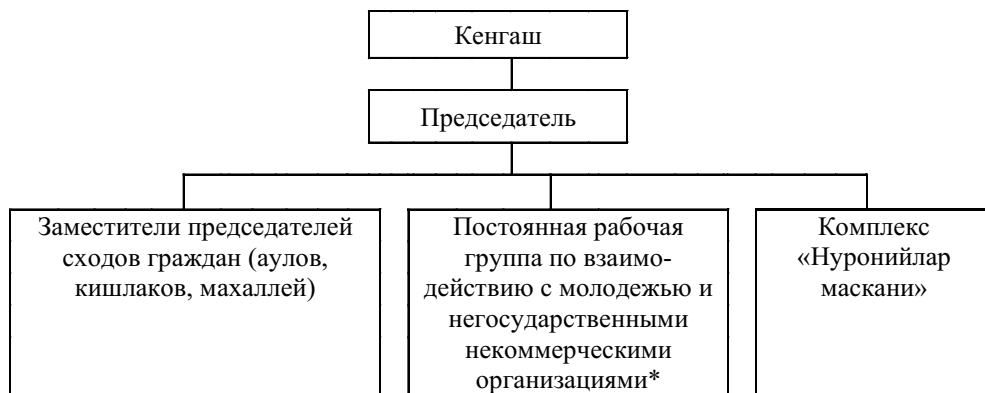 Кенгаш
Председатель
Заместители председателей
сходов граждан (аулов,
кишлаков, махаллей)
Постоянная рабочая
группа по взаимо-
действию с молодежью и
негосударственными
некоммерческими
организациями*
Комплекс
«Нуронийлар
маскани»